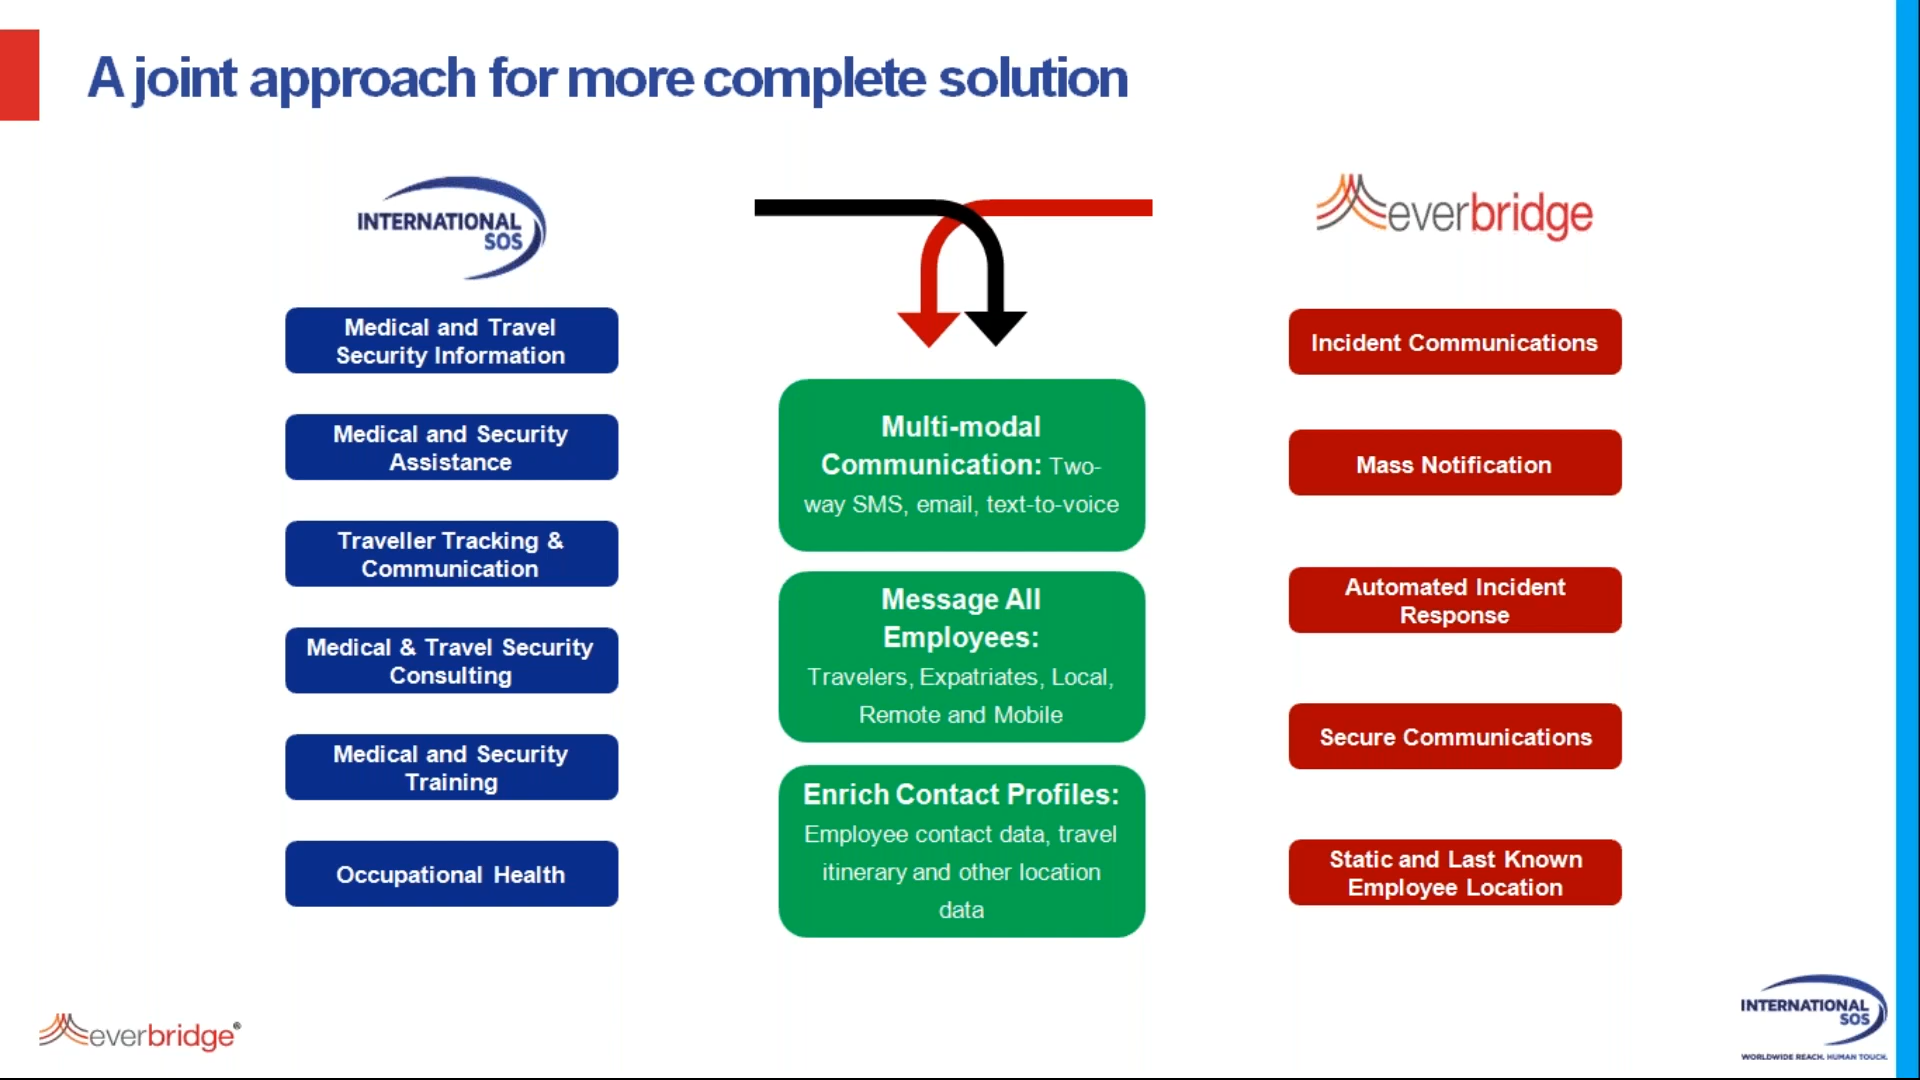 A joint approach for more complete solution
INTERNATIONAL
SOS
Medical and Travel
Security Information
Medical and Security
Assistance
Traveller Tracking &
Communication
Medical & Travel Security
Consulting
Medical and Security
Training
Occupational Health
Multi-modal
Communication: Two-
way SMS, email, text-to-voice
Message All
Employees:
Travelers, Expatriates, Local,
Remote and Mobile
Enrich Contact Profiles:
Employee contact data, travel
itinerary and other location
data
everbridge
Incident Communications
Mass Notification
Automated Incident
Response
Secure Communications
Static and Last Known
Employee Location
everbridge®
INTERNATIONAL
SOS
WORLDWIDE REACH. HUMAN TOUCH.